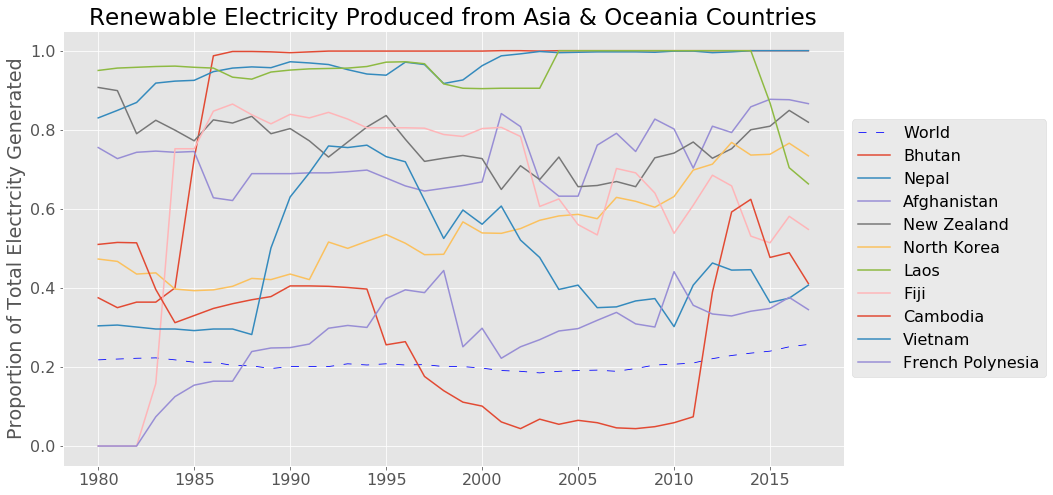 Renewable Electricity Produced from Asia & Oceania Countries
Proportion of Total Electricity Generated
1.0
0.8
0.6
0.4
0.2
0.0
1980
1985
1990
1995
2000
2005
2010
2015
World
Bhutan
Nepal
Afghanistan
New Zealand
North Korea
Laos
Fiji
Cambodia
Vietnam
French Polynesia